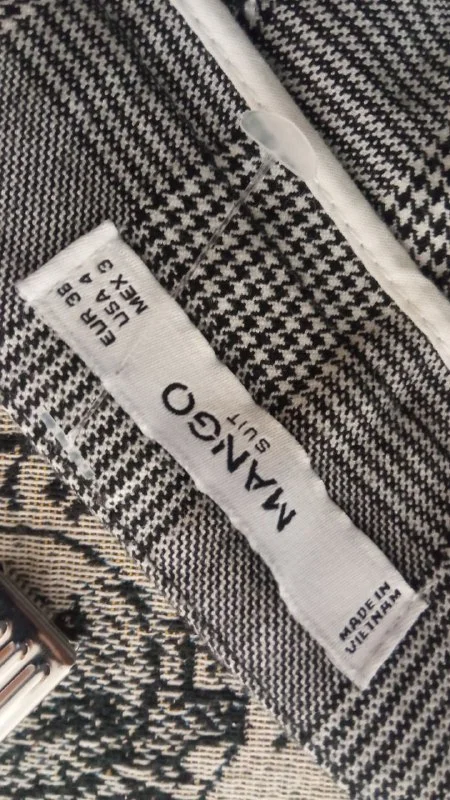 EUR 36
USA 4
MEX 3
MANGO
SUIT
MADE IN
VIETNAM